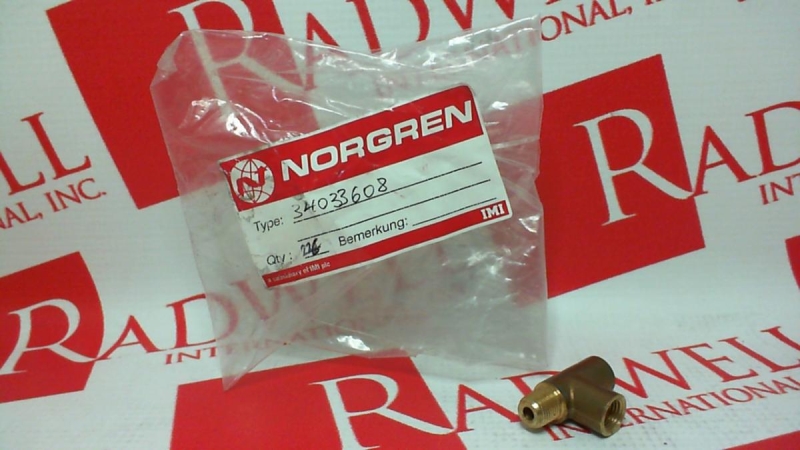 RADWELL
INTERNATIONAL, INC.
NORGREN
Type: 34033608
Qty: Bemerkung:
IMI
A subsidiary of IMI plc
RADWELL
INTERNATIONAL, INC.
RADWELL
INTERNATIONAL
RADWELL
INTERNATIONAL, INC.